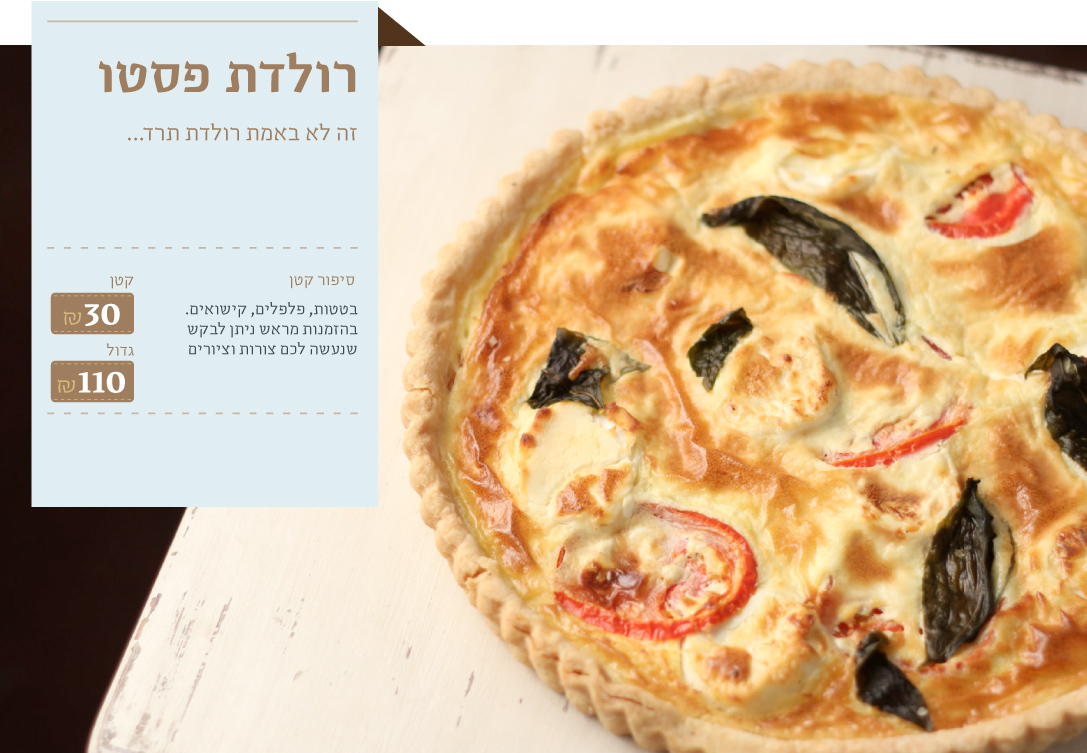 רולדת פסטו
זה לא באמת רולדת תרד...
סיפור קטן
בטטות, פלפלים, קישואים.
בהזמנות מראש ניתן לבקש
שנעשה לכם צורות וציורים
קטן
30₪
גדול
110₪